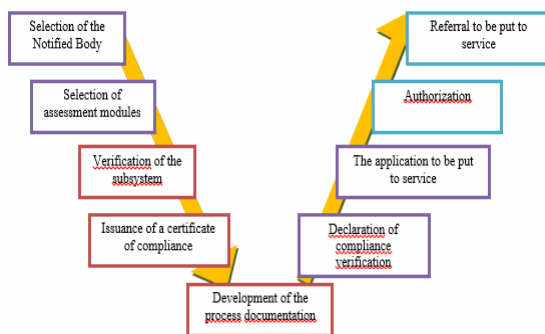 Selection of the
Notified Body
Selection of
assessment modules
Verification of the
subsystem
Issuance of a certificate
of compliance
Development of the
process documentation
Declaration of
compliance
verification
The application to be put
to service
Authorization
Referral to be put to
service